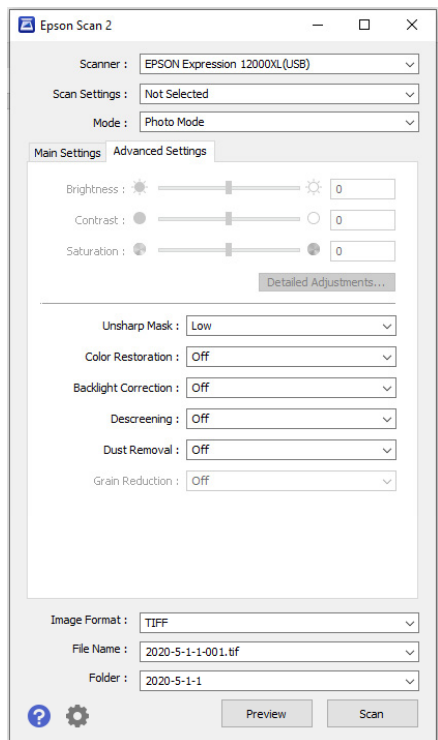 Epson Scan 2
Scanner : EPSON Expression 12000XL(USB)
Scan Settings : Not Selected
Mode : Photo Mode
Main Settings Advanced Settings
Brightness : 0
Contrast : 0
Saturation : 0
Detailed Adjustments...
Unsharp Mask : Low
Color Restoration : Off
Backlight Correction : Off
Descreening : Off
Dust Removal : Off
Grain Reduction : Off
Image Format : TIFF
File Name : 2020-5-1-1-001.tif
Folder : 2020-5-1-1
? Preview Scan